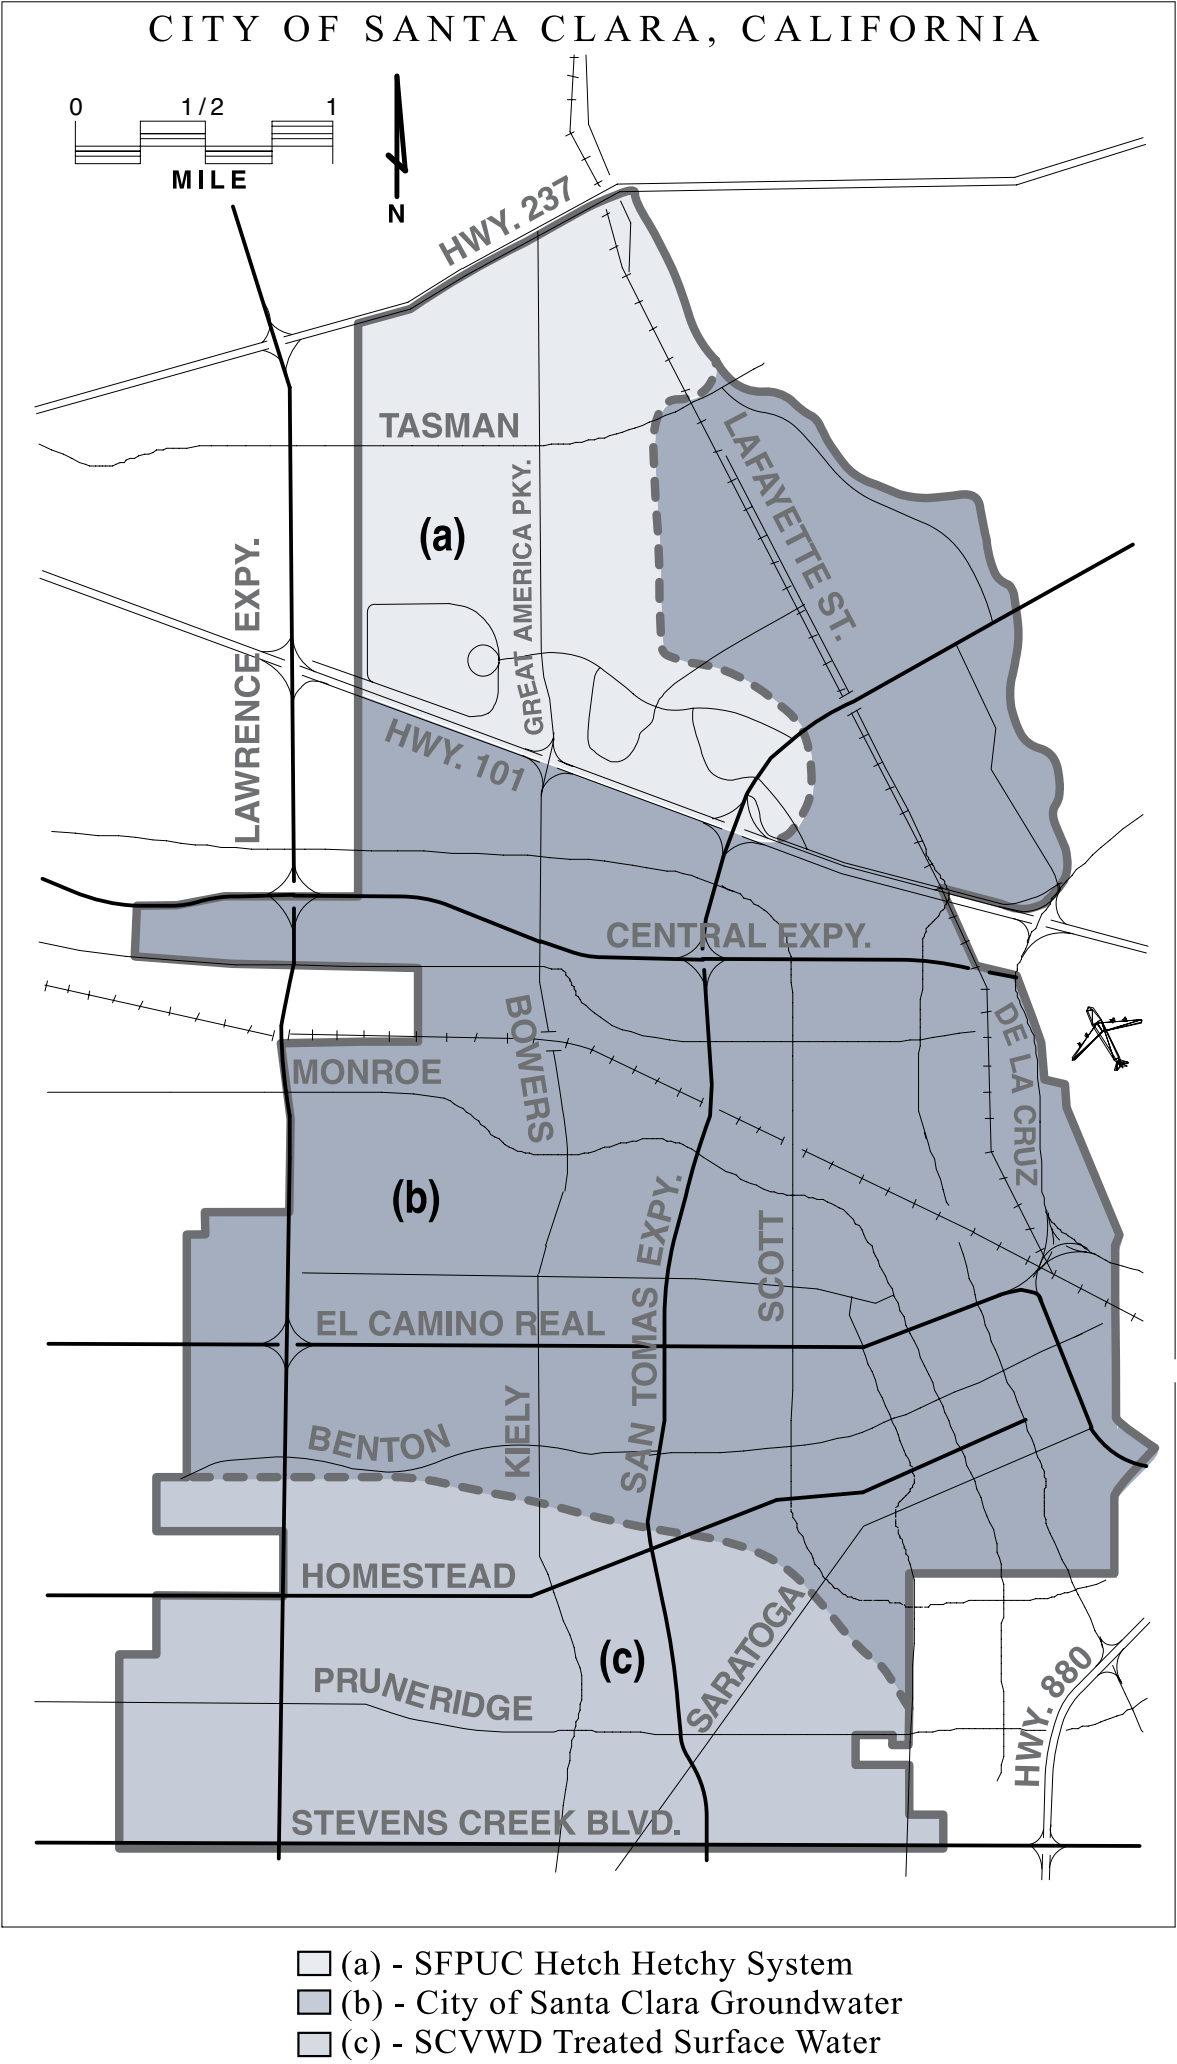 CITY OF SANTA CLARA, CALIFORNIA
0 1/2 1
MILE
N
HWY. 237
TASMAN
LAFAYETTE ST.
GREAT AMERICA PKY.
(a)
LAWRENCE EXPY.
HWY. 101
CENTRAL EXPY.
BOWERS
DE LA CRUZ
MONROE
(b)
SAN TOMAS EXPY.
SCOTT
EL CAMINO REAL
KIELY
BENTON
HOMESTEAD
SARATOGA
(c)
PRUNERIDGE
HWY. 880
STEVENS CREEK BLVD.
(a) - SFPUC Hetch Hetchy System
(b) - City of Santa Clara Groundwater
(c) - SCVWD Treated Surface Water